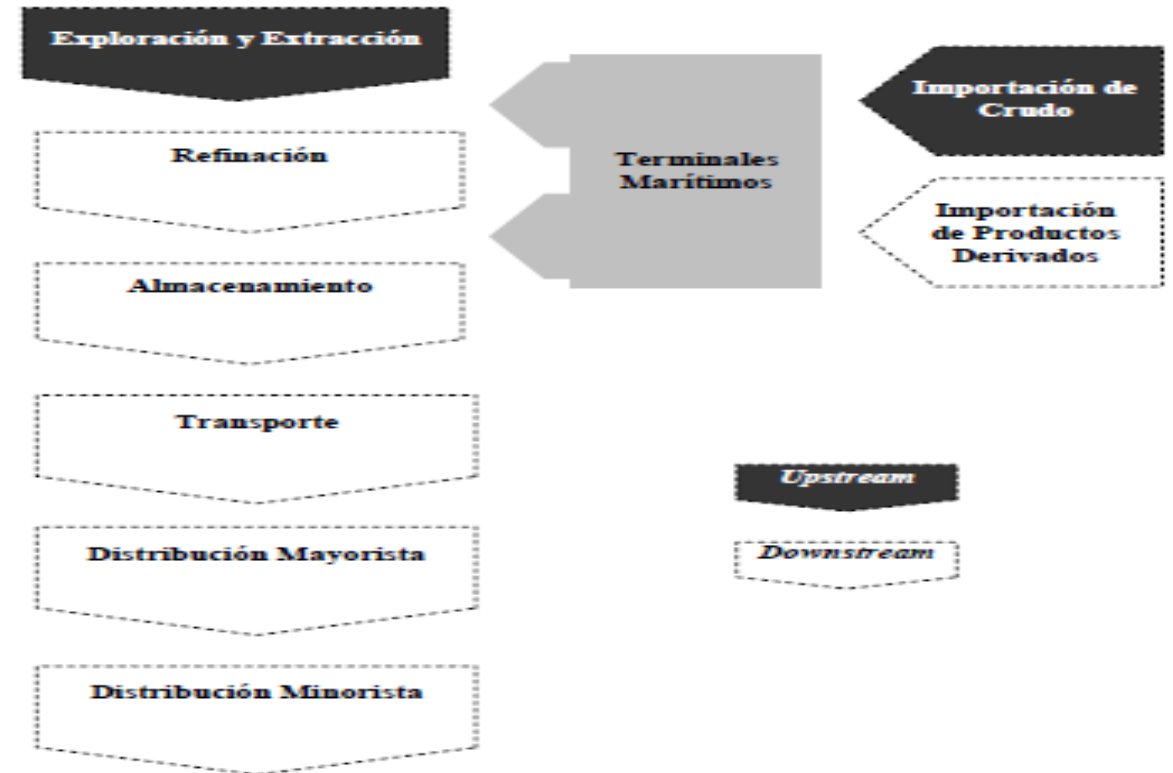 Exploración y Extracción
Refinación
Almacenamiento
Transporte
Distribución Mayorista
Distribución Minorista
Terminales
Marítimos
Importación de
Crudo
Importación
de Productos
Derivados
Upstream
Downstream